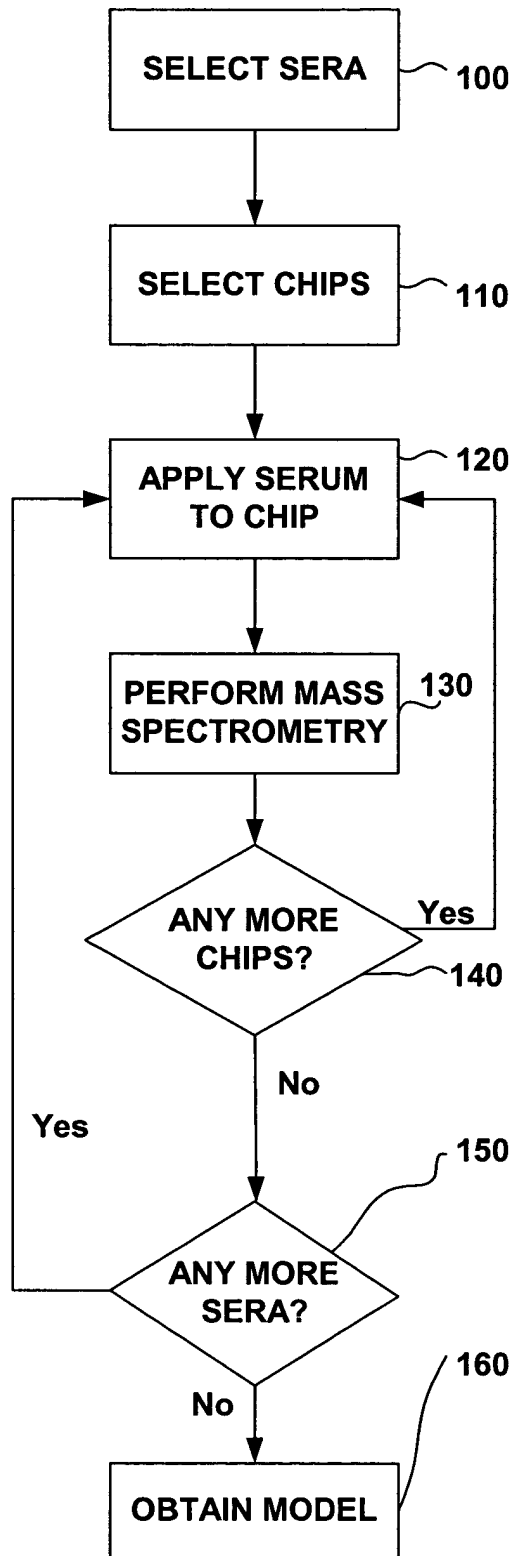 SELECT SERA
100
SELECT CHIPS
110
120
APPLY SERUM
TO CHIP
PERFORM MASS
SPECTROMETRY
130
ANY MORE
CHIPS?
Yes
140
No
Yes
150
ANY MORE
SERA?
No
160
OBTAIN MODEL